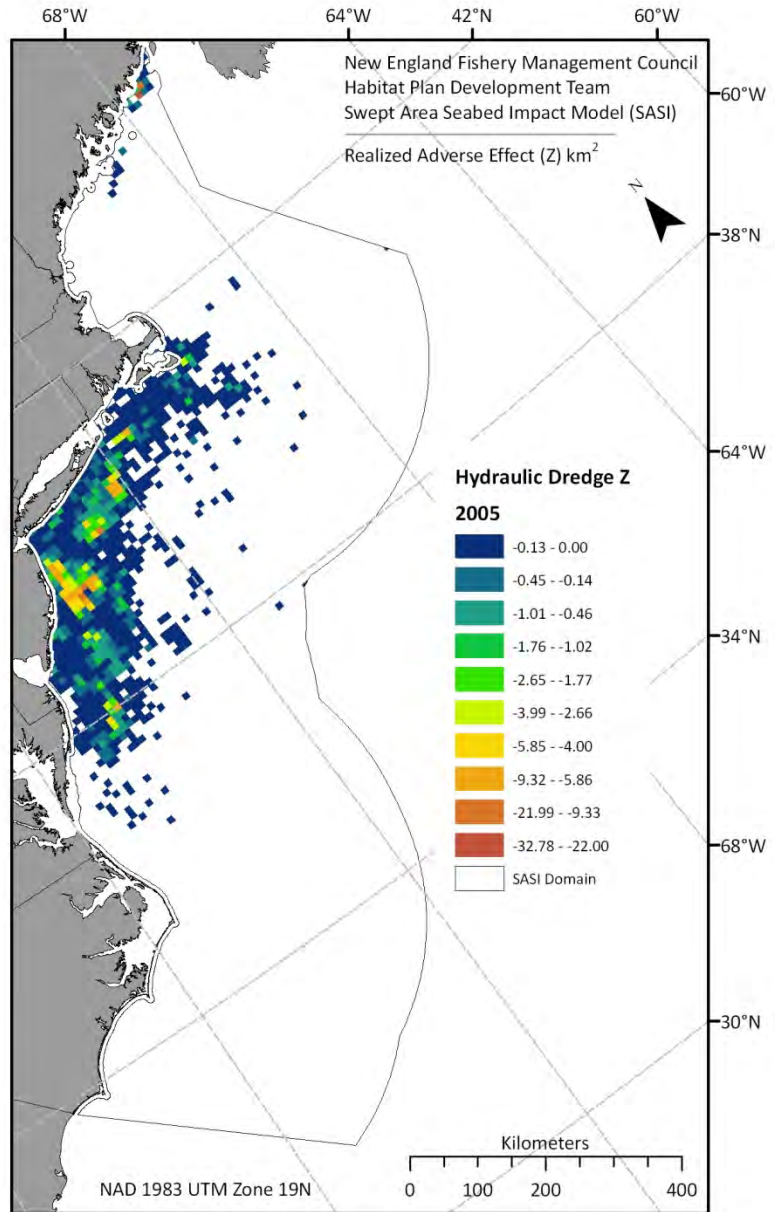 68°W
64°W
42°N
60°W
New England Fishery Management Council
Habitat Plan Development Team
Swept Area Seabed Impact Model (SASI)
Realized Adverse Effect (Z) km²
60°W
N
38°N
64°W
Hydraulic Dredge Z
2005
-0.13 - 0.00
-0.45 - -0.14
-1.01 - -0.46
-1.76 - -1.02
-2.65 - -1.77
-3.99 - -2.66
-5.85 - -4.00
-9.32 - -5.86
-21.99 - -9.33
-32.78 - -22.00
SASI Domain
34°N
68°W
30°N
Kilometers
NAD 1983 UTM Zone 19N
0 100 200 400